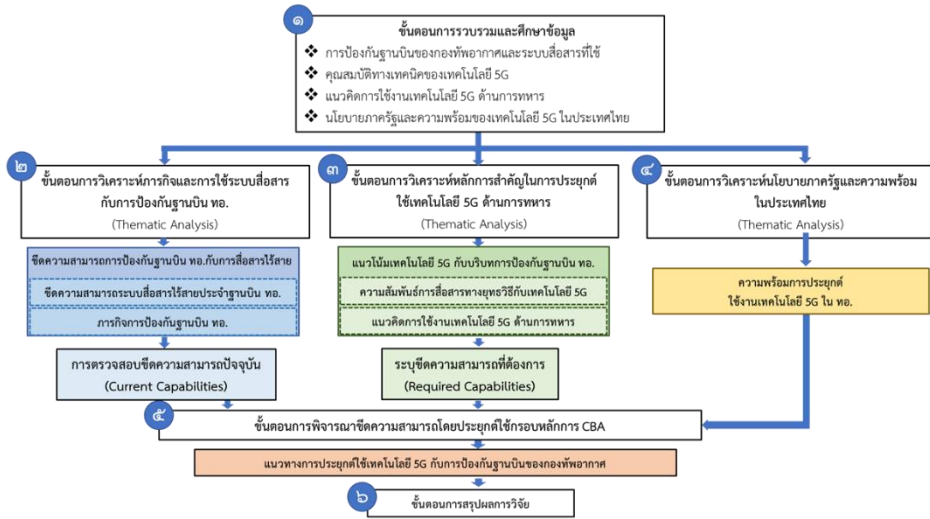 ๑
ขั้นตอนการรวบรวมและศึกษาข้อมูล
❖ การป้องกันฐานบินของกองทัพอากาศและระบบสื่อสารที่ใช้
❖ คุณสมบัติทางเทคนิคของเทคโนโลยี 5G
❖ แนวคิดการใช้งานเทคโนโลยี 5G ด้านการทหาร
❖ นโยบายภาครัฐและความพร้อมของเทคโนโลยี 5G ในประเทศไทย
๒
ขั้นตอนการวิเคราะห์ภารกิจและการใช้ระบบสื่อสาร
กับการป้องกันฐานบิน ทอ.
(Thematic Analysis)
ขีดความสามารถการป้องกันฐานบิน ทอ.กับการสื่อสารไร้สาย
ขีดความสามารถระบบสื่อสารไร้สายประจำฐานบิน ทอ.
ภารกิจการป้องกันฐานบิน ทอ.
การตรวจสอบขีดความสามารถปัจจุบัน
(Current Capabilities)
๓
ขั้นตอนการวิเคราะห์หลักการสำคัญในการประยุกต์
ใช้เทคโนโลยี 5G ด้านการทหาร
(Thematic Analysis)
แนวโน้มเทคโนโลยี 5G กับบริบทการป้องกันฐานบิน ทอ.
ความสัมพันธ์การสื่อสารทางยุทธวิธีกับเทคโนโลยี 5G
แนวคิดการใช้งานเทคโนโลยี 5G ด้านการทหาร
ระบุขีดความสามารถที่ต้องการ
(Required Capabilities)
๔
ขั้นตอนการวิเคราะห์นโยบายภาครัฐและความพร้อม
ในประเทศไทย
(Thematic Analysis)
ความพร้อมการประยุกต์
ใช้งานเทคโนโลยี 5G ใน ทอ.
๕
ขั้นตอนการพิจารณาขีดความสามารถโดยประยุกต์ใช้กรอบหลักการ CBA
แนวทางการประยุกต์ใช้เทคโนโลยี 5G กับการป้องกันฐานบินของกองทัพอากาศ
๖
ขั้นตอนการสรุปผลการวิจัย